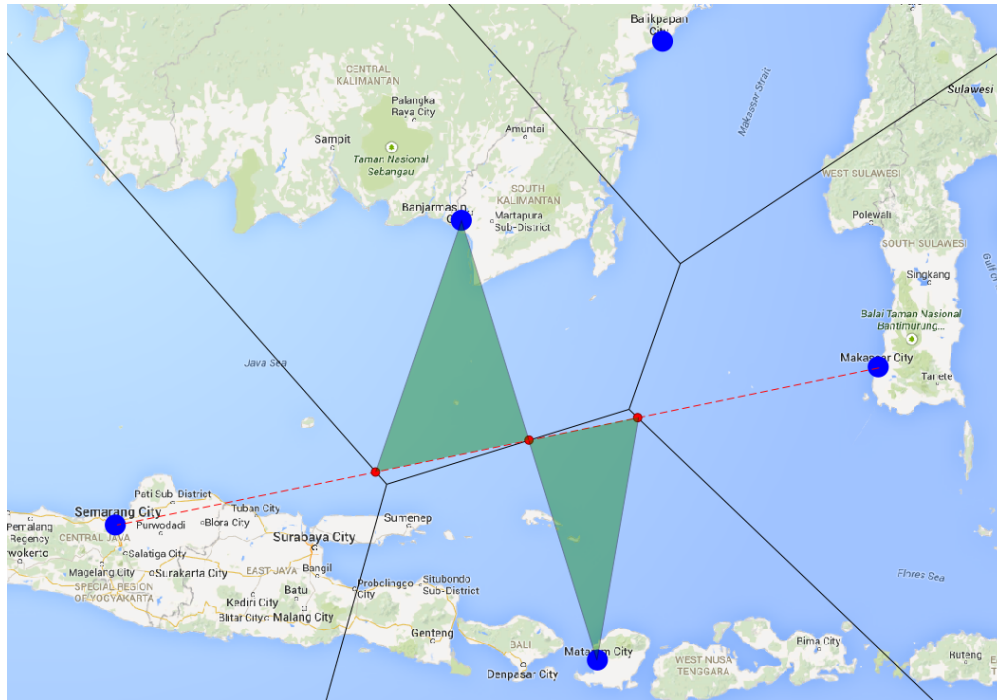 Balikpapan
City
CENTRAL
KALIMANTAN
Palangka
Raya City
Sampit
Amuntai
Taman Nasional
Sebangau
Makassar Strait
Sulawesi
WEST SULAWESI
SOUTH
KALIMANTAN
Banjarmasin
Martapura
Sub-District
Polewali
SOUTH SULAWESI
Singkang
Balai Taman Nasional
Bantimurung...
Makassar City
Java Sea
Pati Sub-District
Semarang City
Tuban City
Sumenep
Pemalang
Regency
Purwodadi
Blora City
CENTRAL JAVA
Surabaya City
Salatiga City
Magelang City
Surakarta City
EAST JAVA
Bangil
SPECIAL REGION
OF YOGYAKARTA
Kediri City
Batu
Probolinggo
City
Situbondo
Sub-District
Blitar City
Malang City
Genteng
BALI
Denpasar City
Mataram City
WEST NUSA
TENGGARA
Bima City
Flores Sea
Ruteng